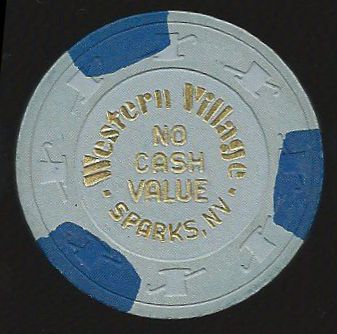 Western Village
NO
CASH
VALUE
· SPARKS, NV ·